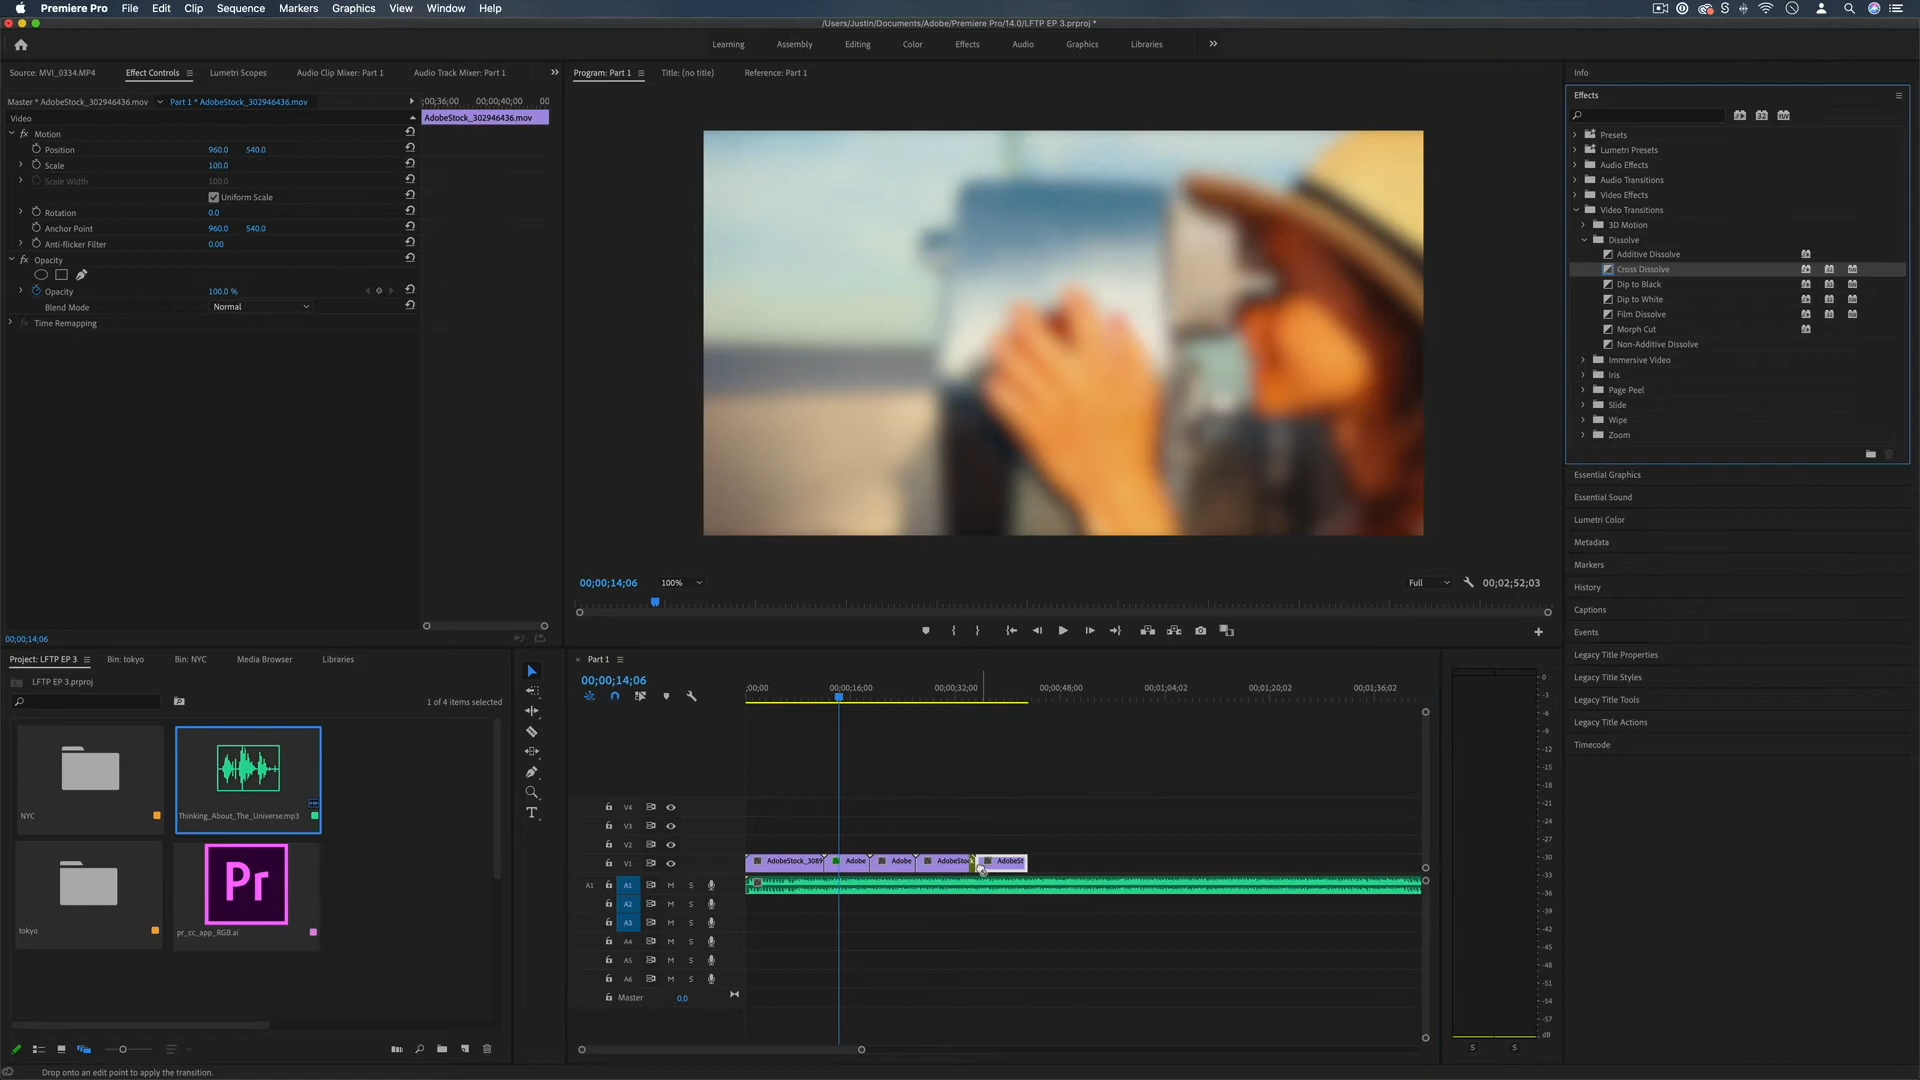 Premiere Pro File Edit Clip Sequence Markers Graphics View Window Help
/Users/Justin/Documents/Adobe/Premiere Pro/14.0/LFTP EP 3.prproj *
Learning Assembly Editing Color Effects Audio Graphics Libraries
Source: MVI_0334.MP4 Effect Controls Lumetri Scopes Audio Clip Mixer: Part 1 Audio Track Mixer: Part 1
Program: Part 1 Title: (no title) Reference: Part 1
Info
Master * AdobeStock_302946436.mov Part 1 * AdobeStock_302946436.mov ;00;36;00 00;00;40;00 00
Video AdobeStock_302946436.mov
fx Motion
Position 960.0 540.0
Scale 100.0
Scale Width 100.0
Uniform Scale
Rotation 0.0
Anchor Point 960.0 540.0
Anti-flicker Filter 0.00
fx Opacity
Opacity 100.0 %
Blend Mode Normal
fx Time Remapping
00;00;14;06
Effects
Presets
Lumetri Presets
Audio Effects
Audio Transitions
Video Effects
Video Transitions
3D Motion
Dissolve
Additive Dissolve
Cross Dissolve
Dip to Black
Dip to White
Film Dissolve
Morph Cut
Non-Additive Dissolve
Immersive Video
Iris
Page Peel
Slide
Wipe
Zoom
Essential Graphics
Essential Sound
Lumetri Color
Metadata
Markers
History
Captions
Events
Legacy Title Properties
Legacy Title Styles
Legacy Title Tools
Legacy Title Actions
Timecode
00;00;14;06 100% Full 00;02;52;03
Project: LFTP EP 3 Bin: tokyo Bin: NYC Media Browser Libraries
LFTP EP 3.prproj
1 of 4 items selected
NYC
Thinking_About_The_Universe.mp3
tokyo
Pr
pr_cc_app_RGB.ai
Part 1
00;00;14;06
;00;00 00;00;16;00 00;00;32;00 00;00;48;00 00;01;04;02 00;01;20;02 00;01;36;02
V4
V3
V2
V1 AdobeStock_3089 Adobe Adobe AdobeSto AdobeSt
A1 A1 M S
A2 M S
A3 M S
A4 M S
A5 M S
A6 M S
Master 0.0
0
-3
-6
-9
-12
-15
-18
-21
-24
-27
-30
-33
-36
-39
-42
-45
-48
-51
-54
-57
dB
S S
Drop onto an edit point to apply the transition.